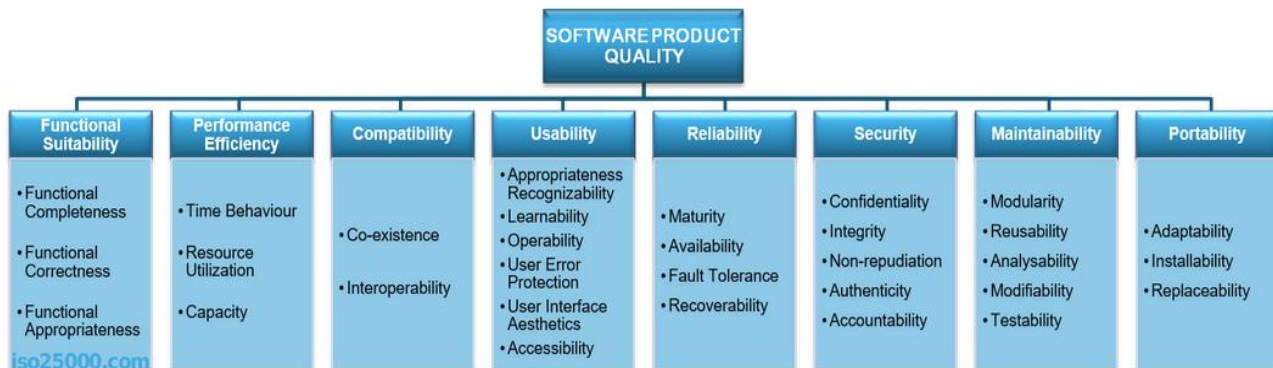 SOFTWARE PRODUCT
QUALITY
Functional
Suitability
• Functional
Completeness
• Functional
Correctness
• Functional
Appropriateness
Performance
Efficiency
• Time Behaviour
• Resource
Utilization
• Capacity
Compatibility
• Co-existence
• Interoperability
Usability
• Appropriateness
Recognizability
• Learnability
• Operability
• User Error
Protection
• User Interface
Aesthetics
• Accessibility
Reliability
• Maturity
• Availability
• Fault Tolerance
• Recoverability
Security
• Confidentiality
• Integrity
• Non-repudiation
• Authenticity
• Accountability
Maintainability
• Modularity
• Reusability
• Analysability
• Modifiability
• Testability
Portability
• Adaptability
• Installability
• Replaceability
iso25000.com